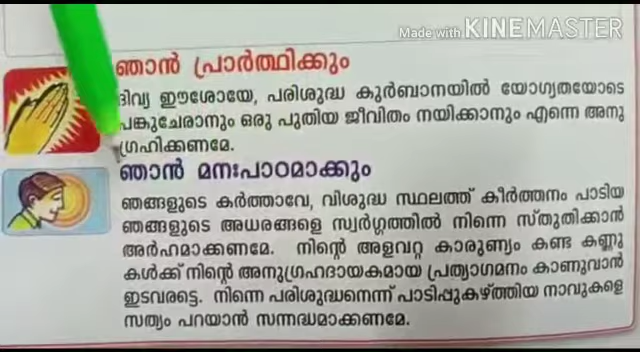 Made with KINEMASTER
ഞാൻ പ്രാർത്ഥിക്കും
ദിവ്യ ഈശോയേ, പരിശുദ്ധ കുർബാനയിൽ യോഗ്യതയോടെ
പങ്കുചേരാനും ഒരു പുതിയ ജീവിതം നയിക്കാനും എന്നെ അനു
ഗ്രഹിക്കണമേ.
ഞാൻ മനഃപാഠമാക്കും
ഞങ്ങളുടെ കർത്താവേ, വിശുദ്ധ സ്ഥലത്ത് കീർത്തനം പാടിയ
ഞങ്ങളുടെ അധരങ്ങളെ സ്വർഗ്ഗത്തിൽ നിന്നെ സ്തുതിക്കാൻ
അർഹമാക്കണമേ. നിന്റെ അളവറ്റ കാരുണ്യം കണ്ട കണ്ണു
കൾക്ക് നിന്റെ അനുഗ്രഹദായകമായ പ്രത്യാഗമനം കാണുവാൻ
ഇടവരട്ടെ. നിന്നെ പരിശുദ്ധനെന്ന് പാടിപ്പുകഴ്ത്തിയ നാവുകളെ
സത്യം പറയാൻ സന്നദ്ധമാക്കണമേ.